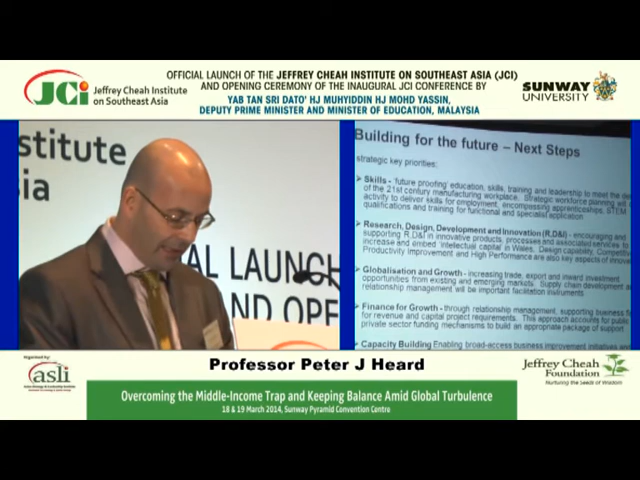 JCi
Jeffrey Cheah Institute
on Southeast Asia
OFFICIAL LAUNCH OF THE JEFFREY CHEAH INSTITUTE ON SOUTHEAST ASIA (JCI)
AND OPENING CEREMONY OF THE INAUGURAL JCI CONFERENCE BY
YAB TAN SRI DATO' HJ MUHYIDDIN HJ MOHD YASSIN,
DEPUTY PRIME MINISTER AND MINISTER OF EDUCATION, MALAYSIA
SUNWAY
UNIVERSITY
stitute
ia
AL LAUNCH
ND OPE
Building for the future – Next Steps
strategic key priorities:
Skills - 'future proofing' education, skills, training and leadership to meet the de
of the 21st century manufacturing workplace. Strategic workforce planning will
activity to deliver skills for employment, encompassing apprenticeships, STEM
qualifications and training for functional and specialist application
Research, Design, Development and Innovation (R,D&I) - encouraging and
supporting R,D&I in innovative products, processes and associated services to
increase and embed 'intellectual capital' in Wales. Design capability, Competitive
Productivity improvement and High Performance are also key aspects of innova
Globalisation and Growth - increasing trade, export and inward investment
opportunities from existing and emerging markets. Supply chain development a
relationship management will be important facilitation instruments
Finance for Growth - through relationship management, supporting business f
for revenue and capital project requirements. This approach accounts for public
private sector funding mechanisms to build an appropriate package of support
Capacity Building Enabling broad-access business improvement initiatives and
Organised by:
asli
Professor Peter J Heard
Jeffrey Cheah
Foundation
Nurturing the Seeds of Wisdom
Overcoming the Middle-Income Trap and Keeping Balance Amid Global Turbulence
18 & 19 March 2014, Sunway Pyramid Convention Centre